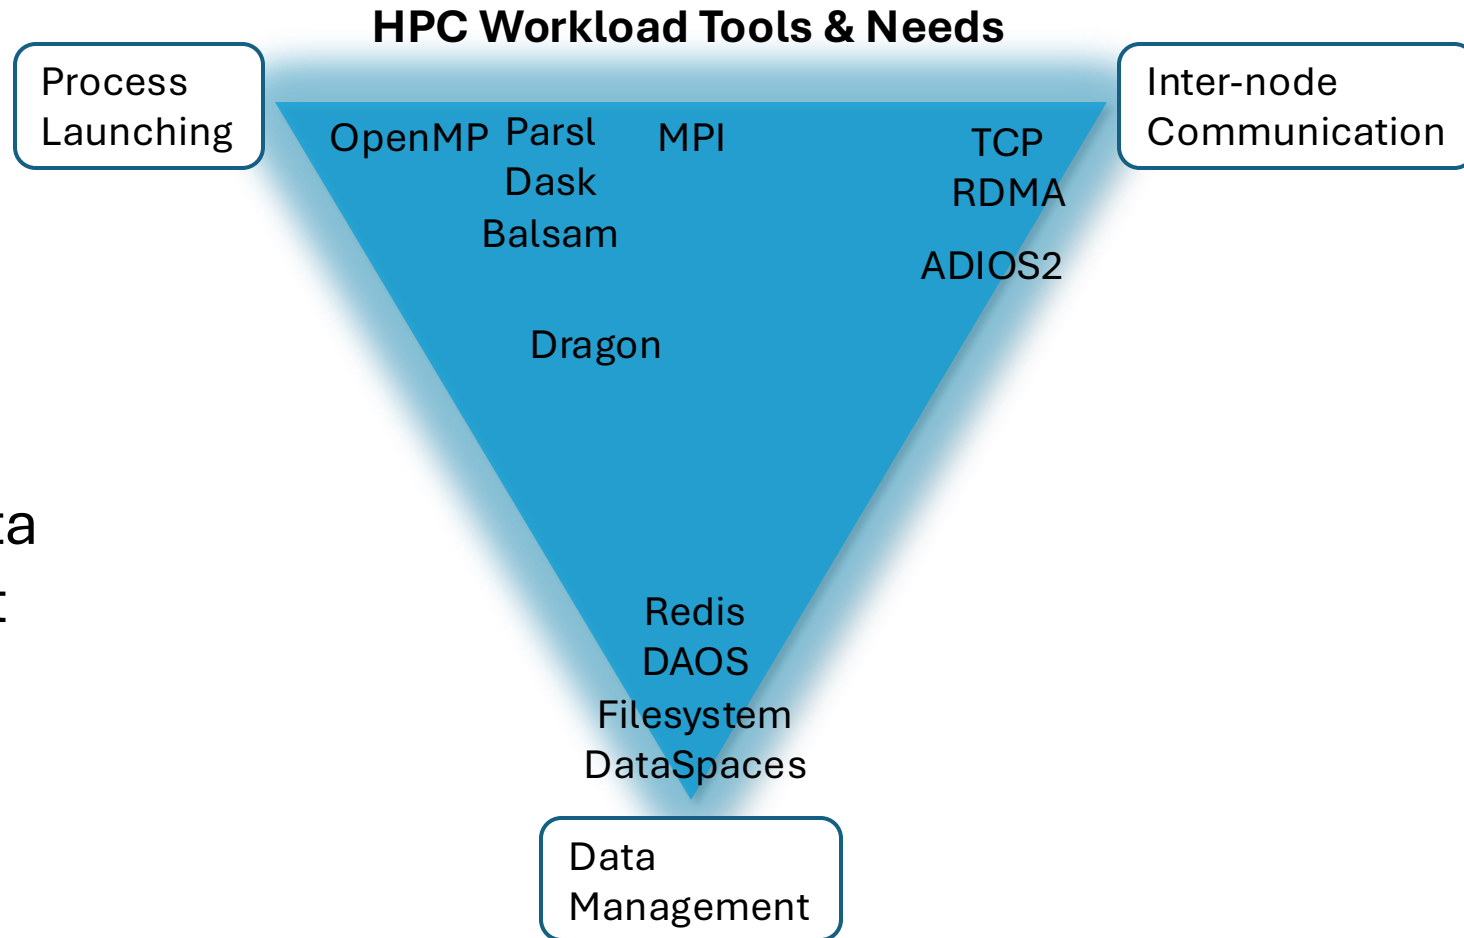 HPC Workload Tools & Needs
Process
Launching
Inter-node
Communication
OpenMP
Parsl
Dask
Balsam
MPI
TCP
RDMA
ADIOS2
Dragon
ta
t
Redis
DAOS
Filesystem
DataSpaces
Data
Management